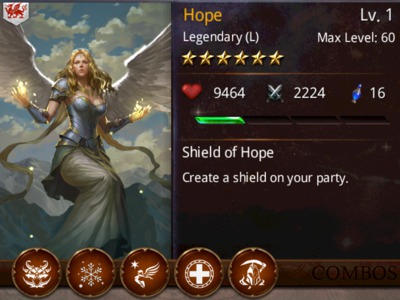 Hope
Lv. 1
Legendary (L)
Max Level: 60
9464
2224
16
Shield of Hope
Create a shield on your party.
COMBOS